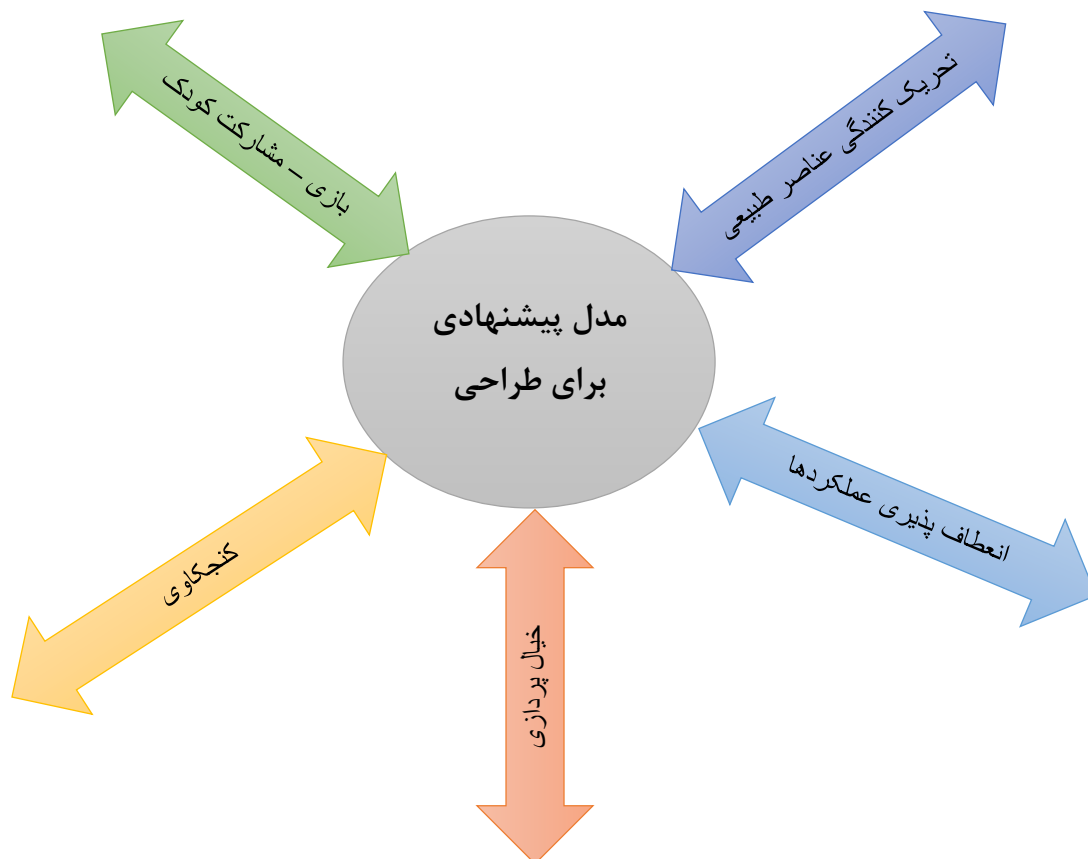 تحریک کنندگی عناصر طبیعی
بازی – مشارکت کودک
مدل پیشنهادی
برای طراحی
انعطاف پذیری عملکردها
کنجکاوی
خیال پردازی